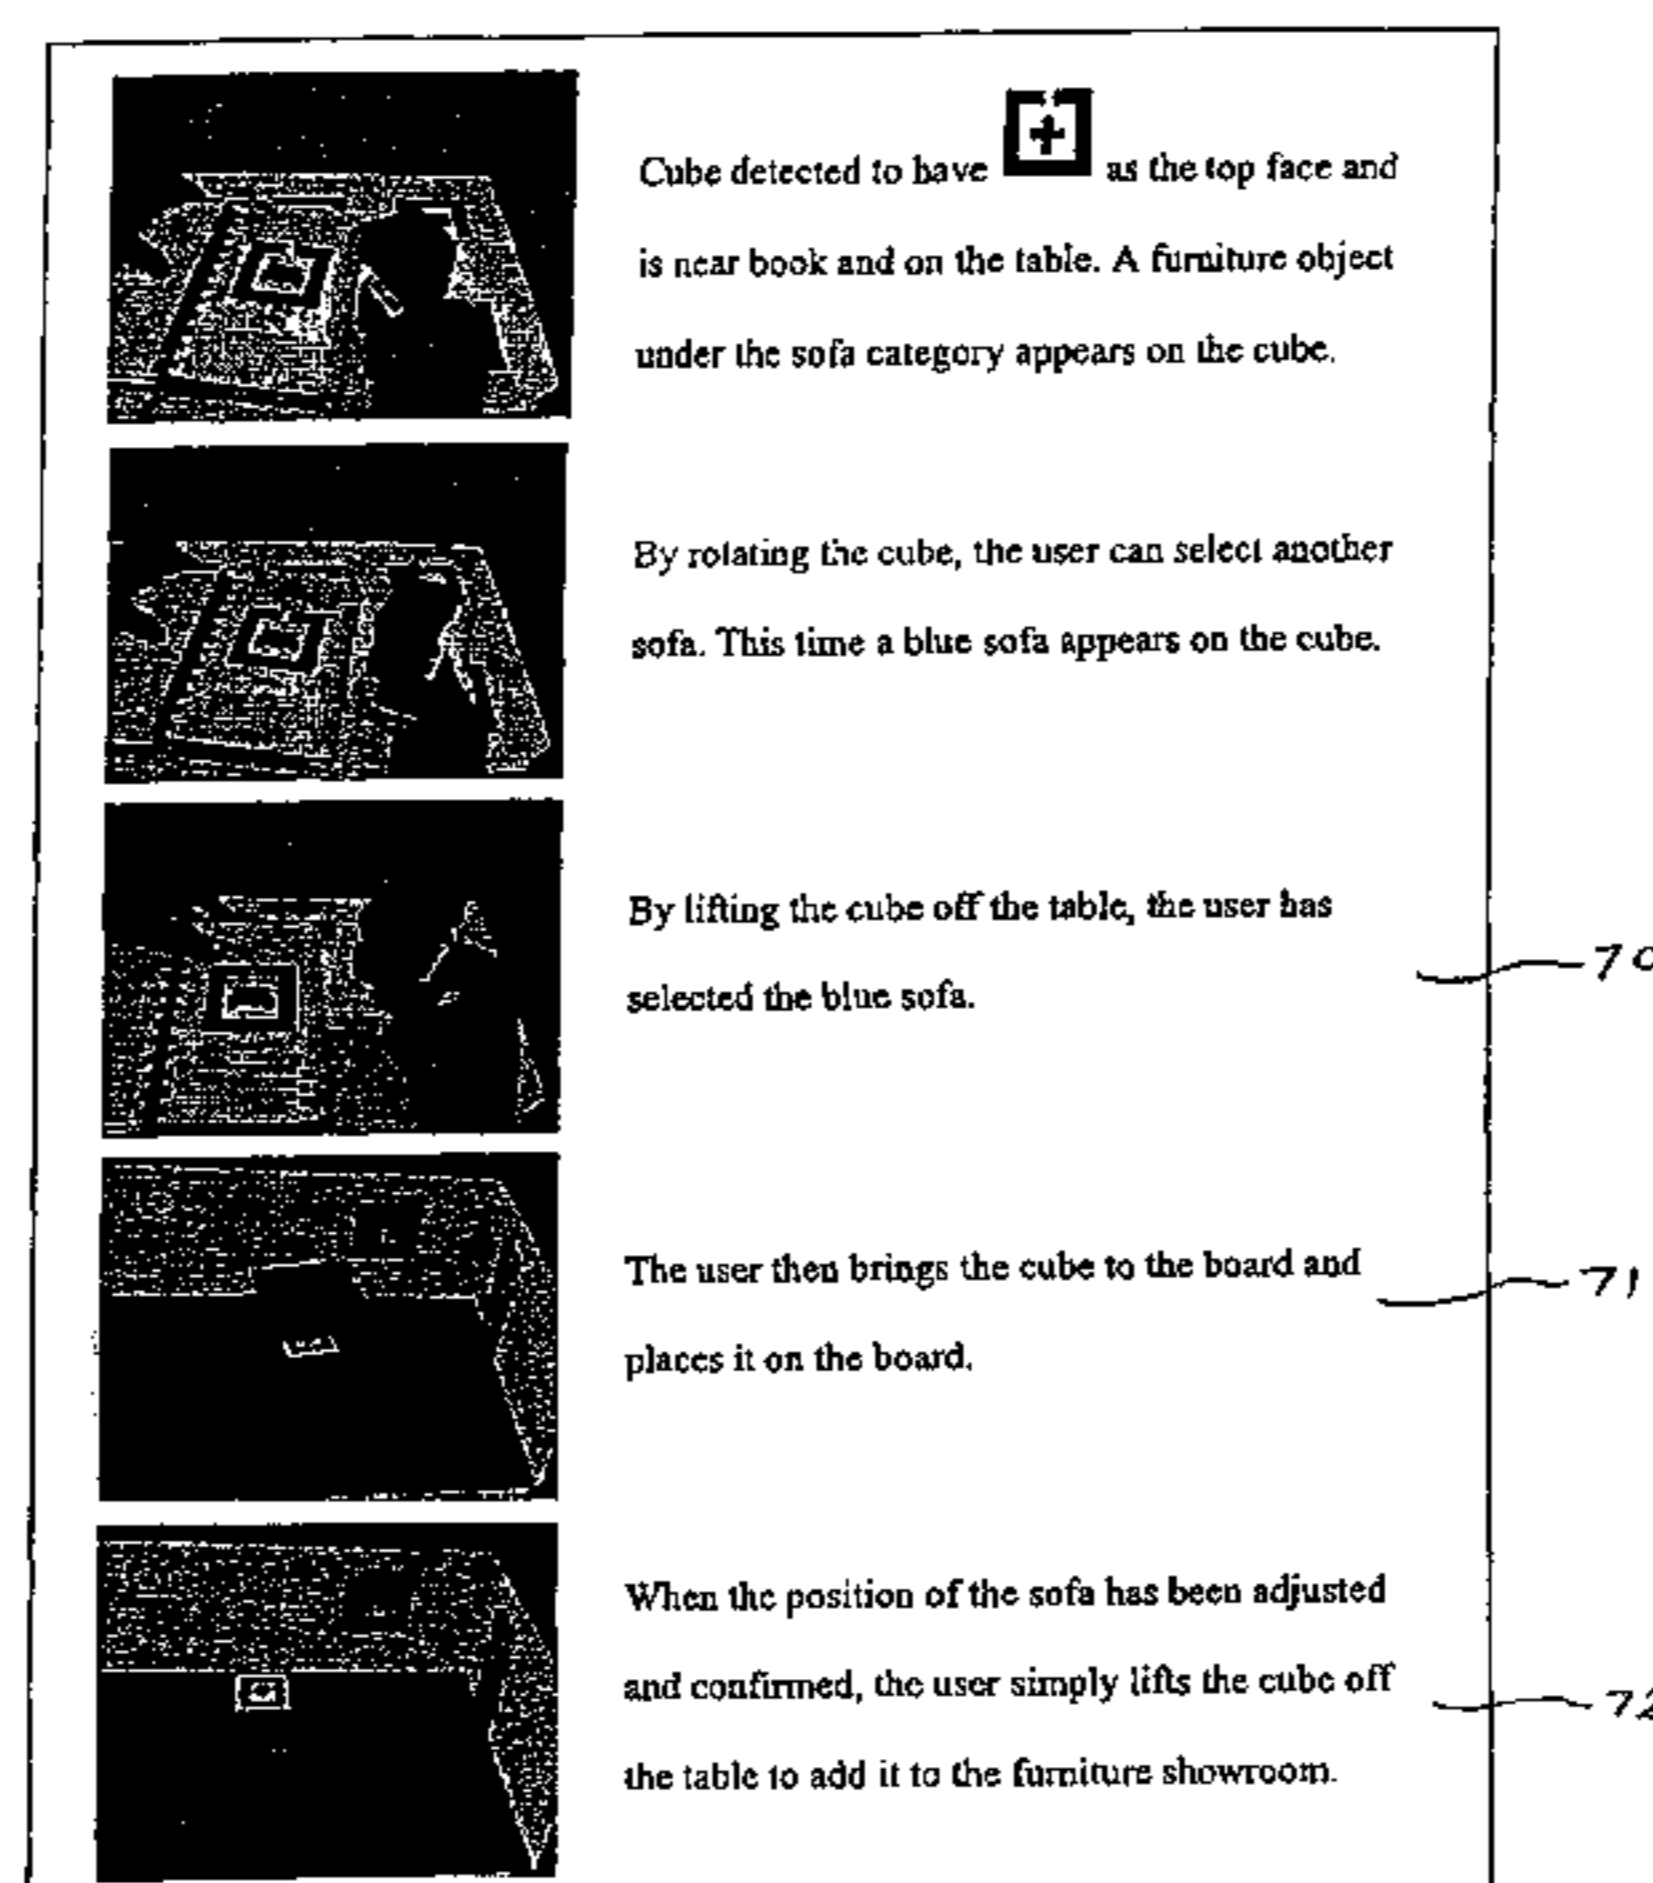 Cube detected to have as the top face and
is near book and on the table. A furniture object
under the sofa category appears on the cube.
By rotating the cube, the user can select another
sofa. This time a blue sofa appears on the cube.
By lifting the cube off the table, the user has
selected the blue sofa.
70
The user then brings the cube to the board and
71
places it on the board.
When the position of the sofa has been adjusted
and confirmed, the user simply lifts the cube off
72
the table to add it to the furniture showroom.